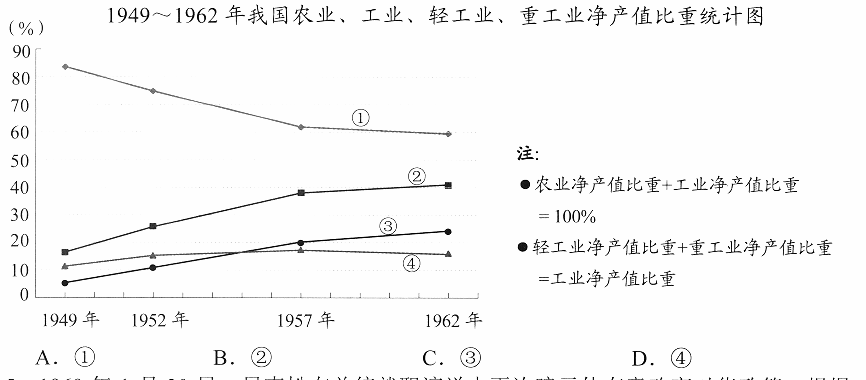 1949～1962 年我国农业、工业、轻工业、重工业净产值比重统计图
(%)
90
80
70
60
50
40
30
20
10
0
①
②
③
④
1949 年 1952 年 1957 年 1962 年
注:
●农业净产值比重+工业净产值比重
=100%
●轻工业净产值比重+重工业净产值比重
=工业净产值比重
A. ① B. ② C. ③ D. ④